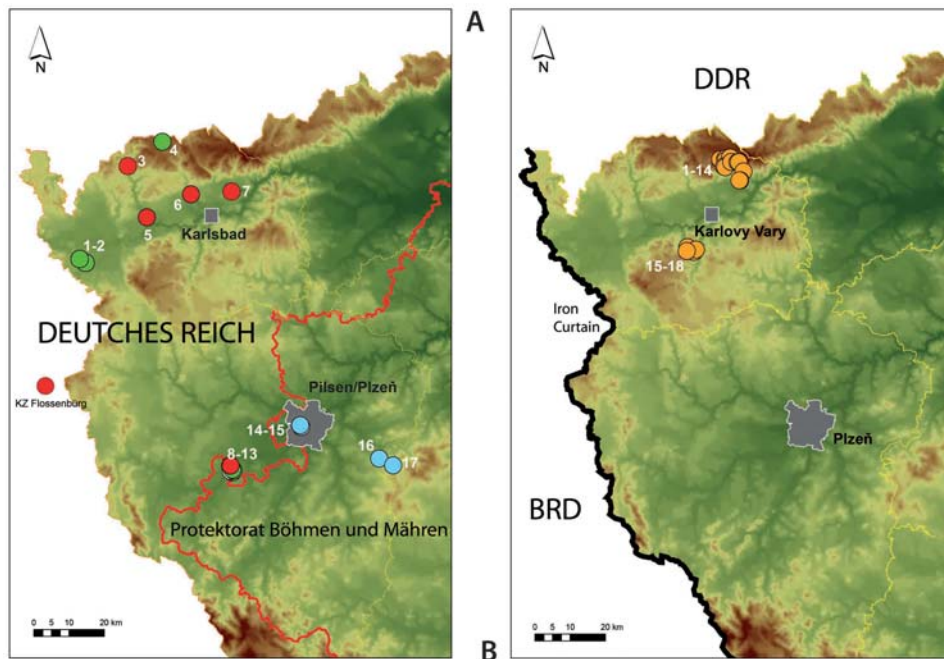 A
N
4
3
7
6
Karlsbad
5
1-2
DEUTCHES REICH
KZ Flossenbürg
Pilsen/Plzeň
14-15
16
17
8-13
Protektorat Böhmen und Mähren
0 5 10 20 km
N
DDR
1-14
Karlovy Vary
15-18
Iron
Curtain
Plzeň
BRD
0 5 10 20 km
B